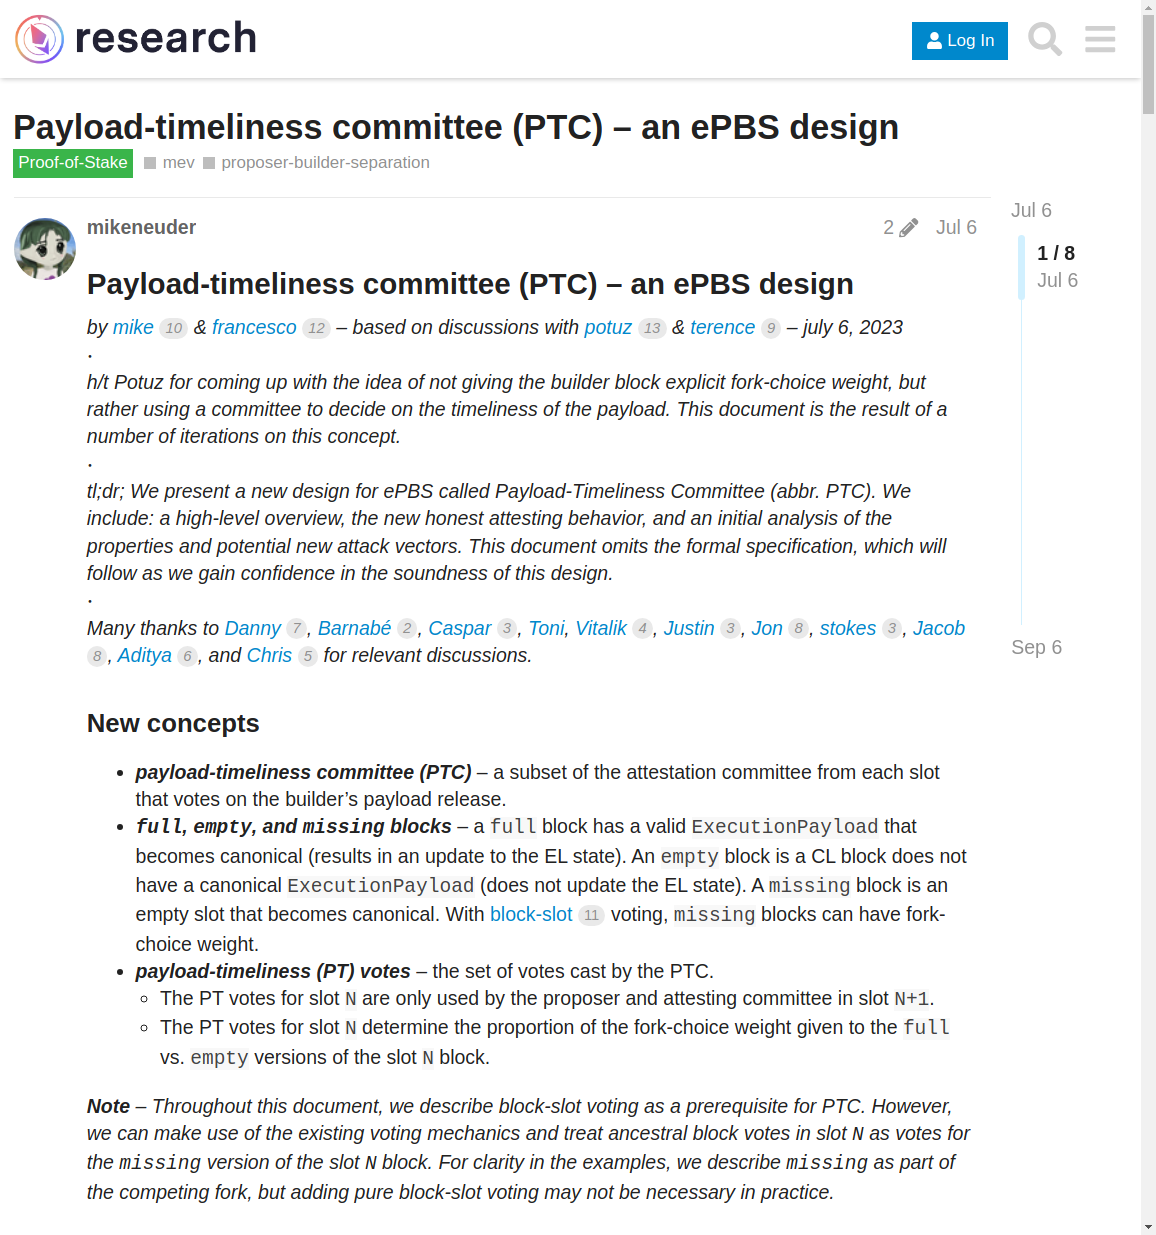 research
Log In
Payload-timeliness committee (PTC) – an ePBS design
Proof-of-Stake mev proposer-builder-separation
mikeneuder 2 Jul 6
Jul 6
1 / 8
Jul 6
Sep 6
Payload-timeliness committee (PTC) – an ePBS design
by mike 10 & francesco 12 – based on discussions with potuz 13 & terence 9 – july 6, 2023
·
h/t Potuz for coming up with the idea of not giving the builder block explicit fork-choice weight, but
rather using a committee to decide on the timeliness of the payload. This document is the result of a
number of iterations on this concept.
·
tl;dr; We present a new design for ePBS called Payload-Timeliness Committee (abbr. PTC). We
include: a high-level overview, the new honest attesting behavior, and an initial analysis of the
properties and potential new attack vectors. This document omits the formal specification, which will
follow as we gain confidence in the soundness of this design.
·
Many thanks to Danny 7, Barnabé 2, Caspar 3, Toni, Vitalik 4, Justin 3, Jon 8, stokes 3, Jacob
8, Aditya 6, and Chris 5 for relevant discussions.
New concepts
• payload-timeliness committee (PTC) – a subset of the attestation committee from each slot
that votes on the builder’s payload release.
• full, empty, and missing blocks – a full block has a valid ExecutionPayload that
becomes canonical (results in an update to the EL state). An empty block is a CL block does not
have a canonical ExecutionPayload (does not update the EL state). A missing block is an
empty slot that becomes canonical. With block-slot 11 voting, missing blocks can have fork-
choice weight.
• payload-timeliness (PT) votes – the set of votes cast by the PTC.
◦ The PT votes for slot N are only used by the proposer and attesting committee in slot N+1.
◦ The PT votes for slot N determine the proportion of the fork-choice weight given to the full
vs. empty versions of the slot N block.
Note – Throughout this document, we describe block-slot voting as a prerequisite for PTC. However,
we can make use of the existing voting mechanics and treat ancestral block votes in slot N as votes for
the missing version of the slot N block. For clarity in the examples, we describe missing as part of
the competing fork, but adding pure block-slot voting may not be necessary in practice.